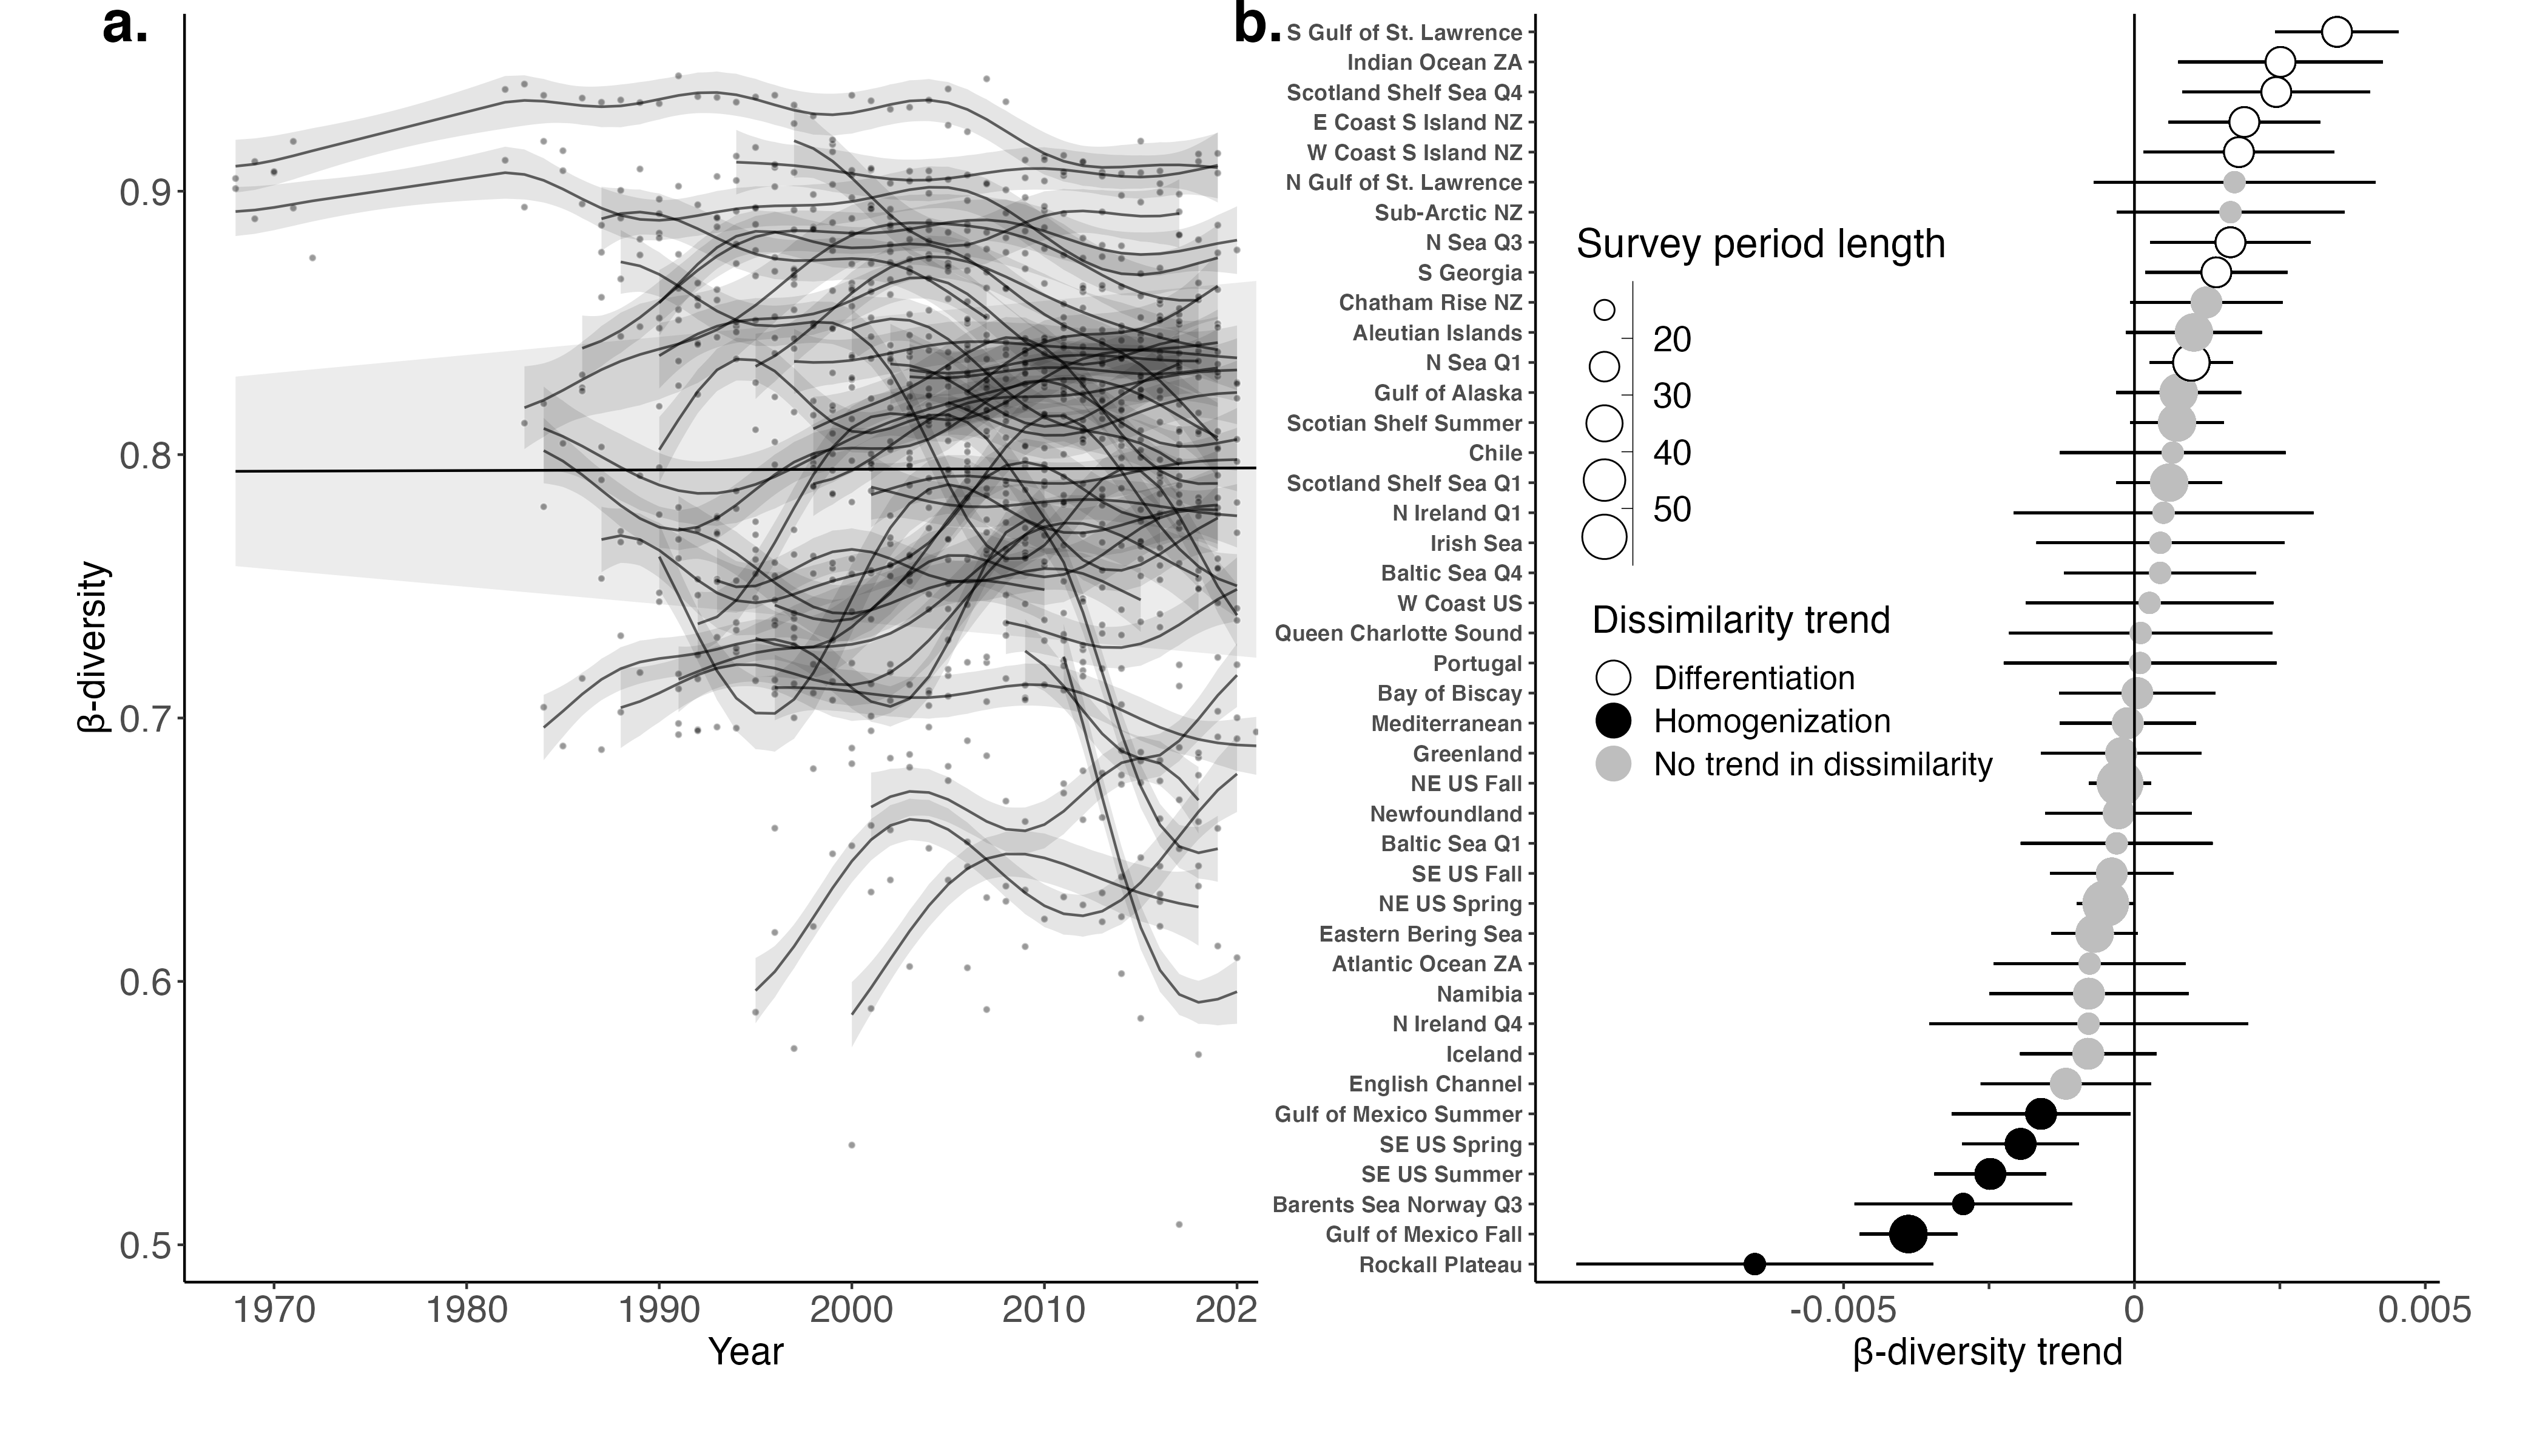 a.
β-diversity
0.9
0.8
0.7
0.6
0.5
1970
1980
1990
2000
2010
202
Year
b.
S Gulf of St. Lawrence
Indian Ocean ZA
Scotland Shelf Sea Q4
E Coast S Island NZ
W Coast S Island NZ
N Gulf of St. Lawrence
Sub-Arctic NZ
N Sea Q3
S Georgia
Chatham Rise NZ
Aleutian Islands
N Sea Q1
Gulf of Alaska
Scotian Shelf Summer
Chile
Scotland Shelf Sea Q1
N Ireland Q1
Irish Sea
Baltic Sea Q4
W Coast US
Queen Charlotte Sound
Portugal
Bay of Biscay
Mediterranean
Greenland
NE US Fall
Newfoundland
Baltic Sea Q1
SE US Fall
NE US Spring
Eastern Bering Sea
Atlantic Ocean ZA
Namibia
N Ireland Q4
Iceland
English Channel
Gulf of Mexico Summer
SE US Spring
SE US Summer
Barents Sea Norway Q3
Gulf of Mexico Fall
Rockall Plateau
Survey period length
20
30
40
50
Dissimilarity trend
Differentiation
Homogenization
No trend in dissimilarity
-0.005
0
0.005
β-diversity trend